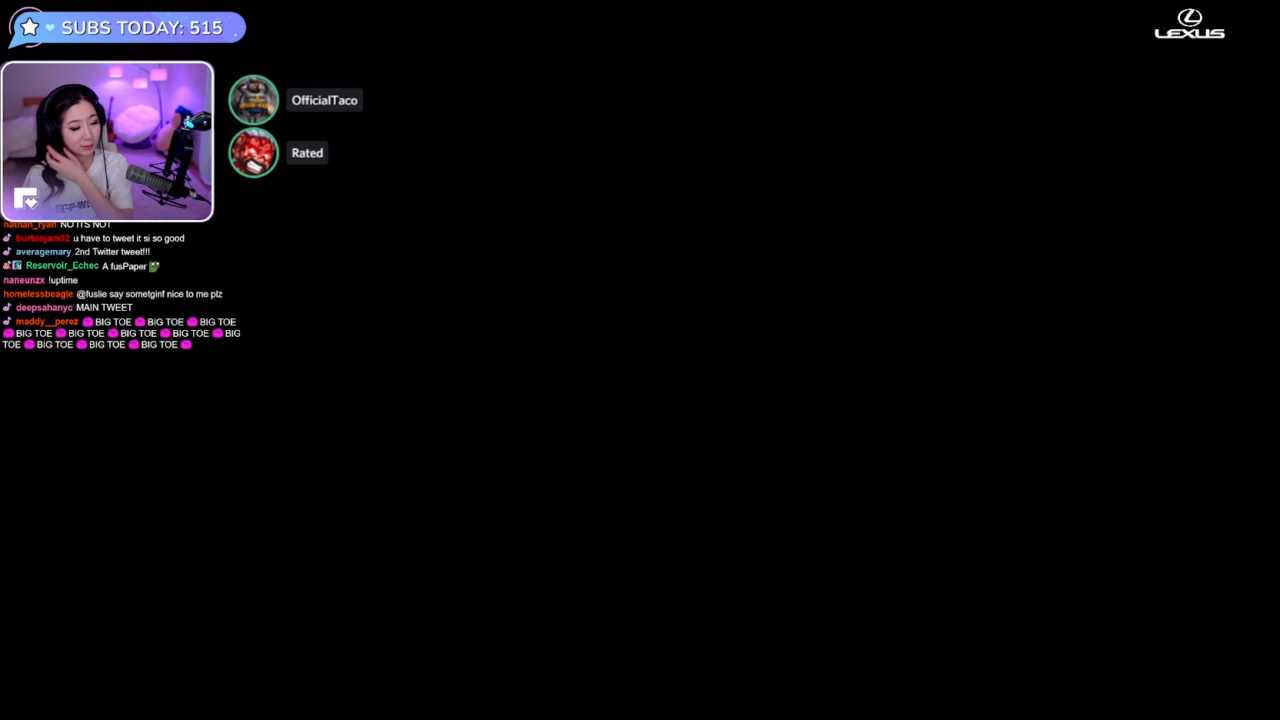 SUBS TODAY: 515
LEXUS
OfficialTaco
Rated
nathan_ryan NO ITS NOT
burtonjam02 u have to tweet it si so good
averagemary 2nd Twitter tweet!!!
Reservoir_Echec A fusPaper
naneunzx !uptime
homelessbeagle @fuslie say sometginf nice to me plz
deepsahanyc MAIN TWEET
maddy__perez BIG TOE BIG TOE BIG TOE
BIG TOE BIG TOE BIG TOE BIG TOE BIG
TOE BIG TOE BIG TOE BIG TOE